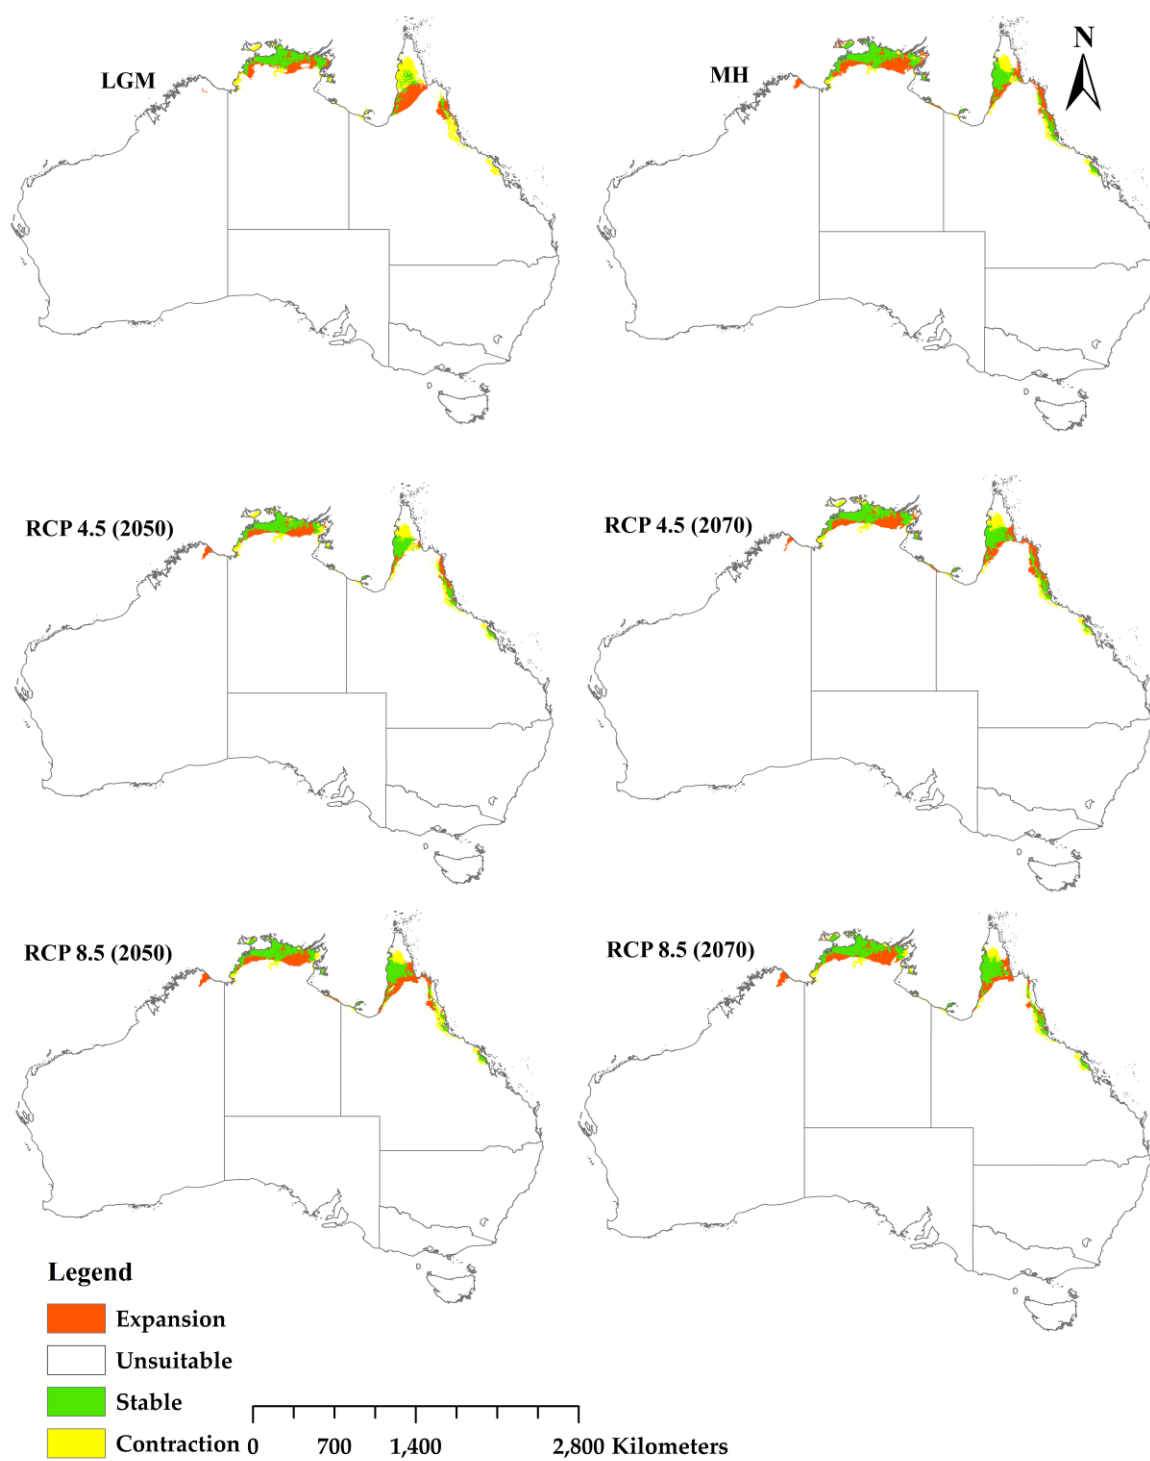 LGM
MH
N
RCP 4.5 (2050)
RCP 4.5 (2070)
RCP 8.5 (2050)
RCP 8.5 (2070)
Legend
Expansion
Unsuitable
Stable
Contraction
0 700 1,400 2,800 Kilometers